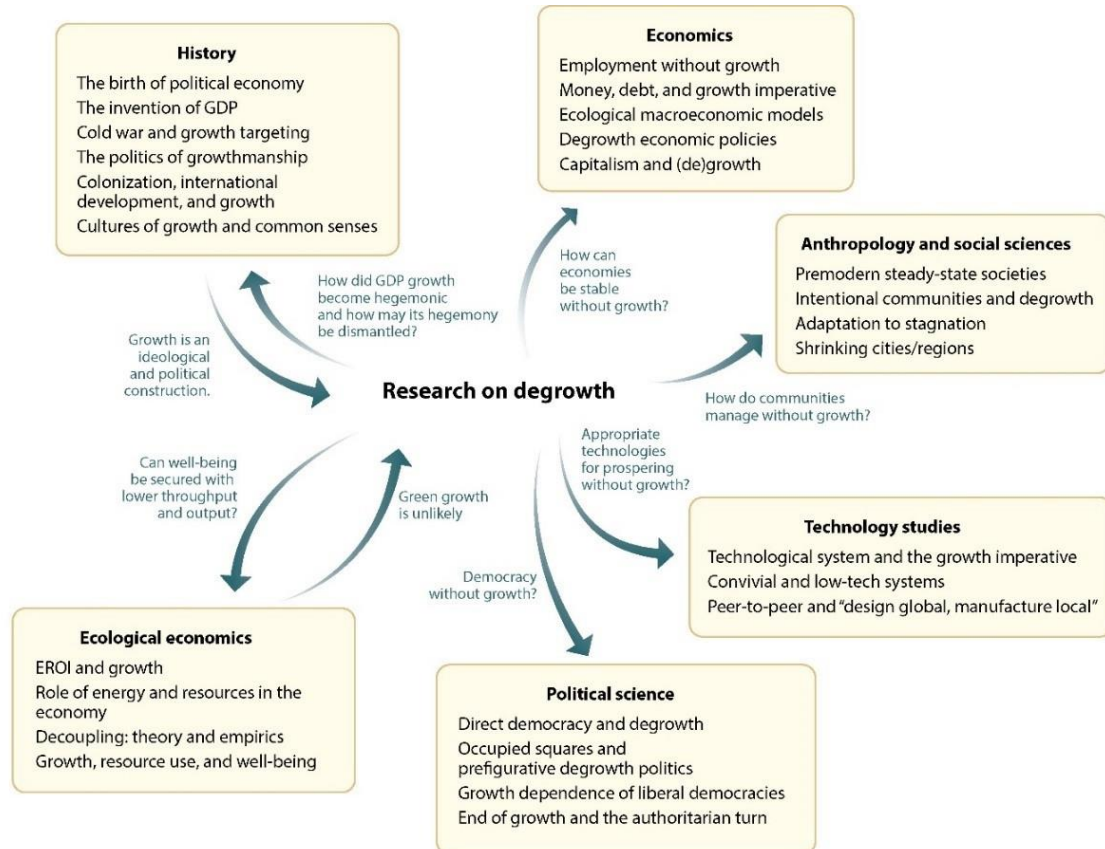 History
The birth of political economy
The invention of GDP
Cold war and growth targeting
The politics of growthmanship
Colonization, international
development, and growth
Cultures of growth and common senses
Economics
Employment without growth
Money, debt, and growth imperative
Ecological macroeconomic models
Degrowth economic policies
Capitalism and (de)growth
Anthropology and social sciences
Premodern steady-state societies
Intentional communities and degrowth
Adaptation to stagnation
Shrinking cities/regions
How did GDP growth
become hegemonic
and how may its hegemony
be dismantled?
How can
economies
be stable
without growth?
Growth is an
ideological
and political
construction.
Research on degrowth
How do communities
manage without growth?
Can well-being
be secured with
lower throughput
and output?
Green growth
is unlikely
Appropriate
technologies
for prospering
without growth?
Democracy
without growth?
Technology studies
Technological system and the growth imperative
Convivial and low-tech systems
Peer-to-peer and “design global, manufacture local”
Ecological economics
EROI and growth
Role of energy and resources in the
economy
Decoupling: theory and empirics
Growth, resource use, and well-being
Political science
Direct democracy and degrowth
Occupied squares and
prefigurative degrowth politics
Growth dependence of liberal democracies
End of growth and the authoritarian turn